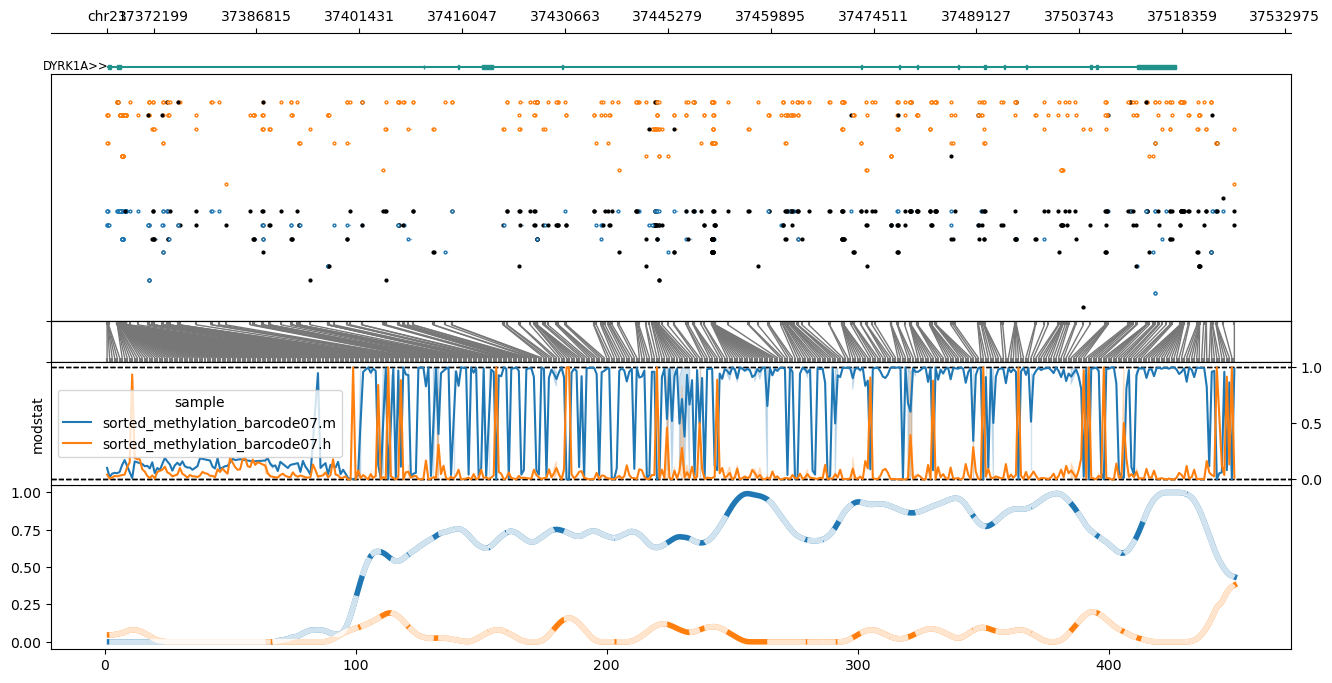 chr21 37372199 37386815 37401431 37416047 37430663 37445279 37459895 37474511 37489127 37503743 37518359 37532975
DYRK1A>>
modstat
sample
sorted_methylation_barcode07.m
sorted_methylation_barcode07.h
1.0
0.5
0.0
1.00
0.75
0.50
0.25
0.00
0 100 200 300 400